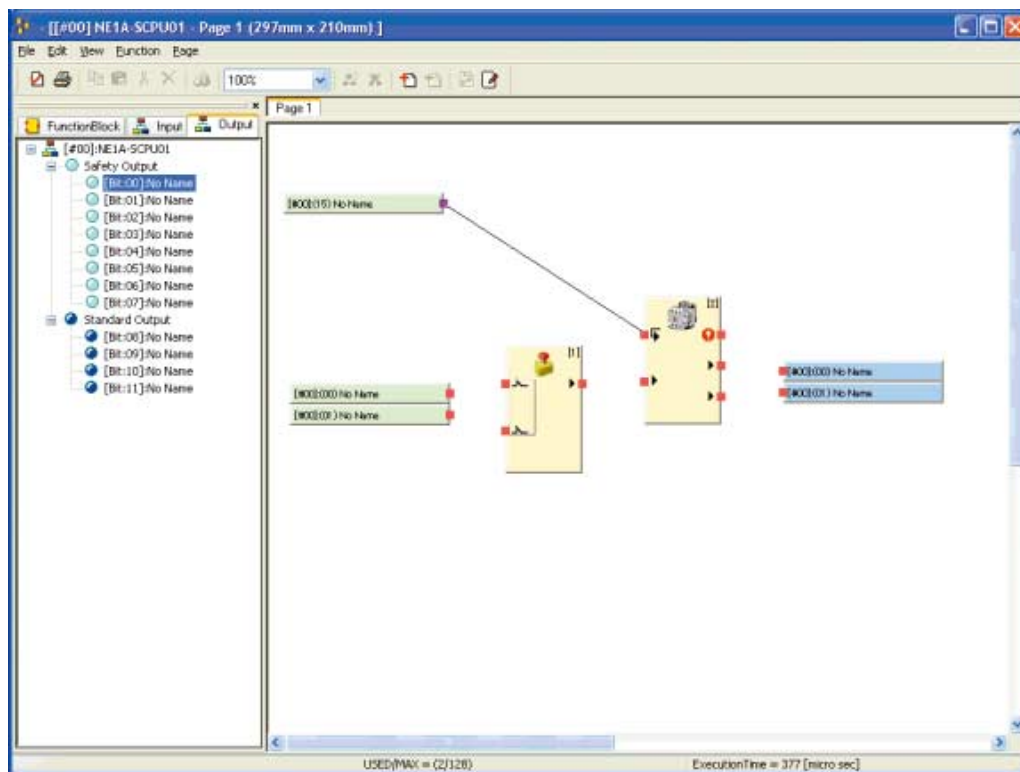 - [[#00] NE1A-SCPU01 - Page 1 (297mm x 210mm) ]
File Edit View Function Page
100%
FunctionBlock Input Output
Page 1
[#00]:NE1A-SCPU01
Safety Output
[Bit:00]:No Name
[Bit:01]:No Name
[Bit:02]:No Name
[Bit:03]:No Name
[Bit:04]:No Name
[Bit:05]:No Name
[Bit:06]:No Name
[Bit:07]:No Name
Standard Output
[Bit:08]:No Name
[Bit:09]:No Name
[Bit:10]:No Name
[Bit:11]:No Name
[#00]:(15) No Name
[2]
[1]
[#00]:(00) No Name
[#00]:(01) No Name
[#00]:(00) No Name
[#00]:(01) No Name
USED/MAX = (2/128)
ExecutionTime = 377 [micro sec]